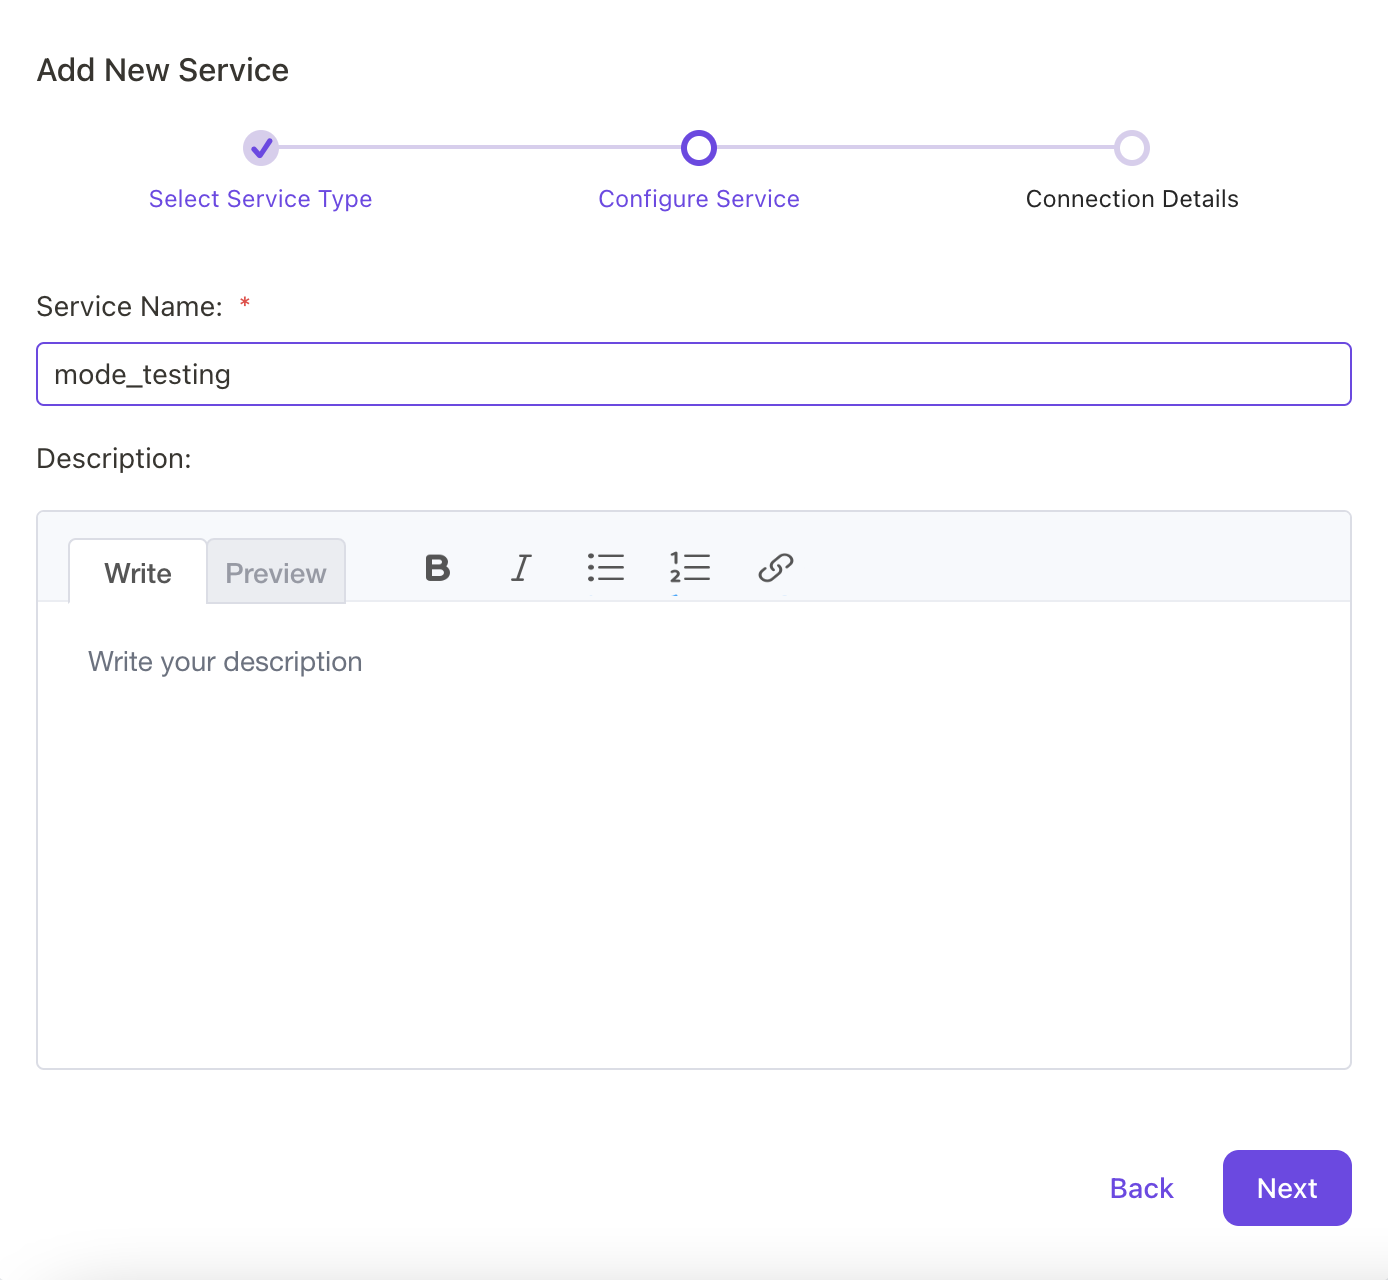 Add New Service
Select Service Type
Configure Service
Connection Details
Service Name: *
mode_testing
Description:
Write
Preview
B
I
Write your description
Back
Next